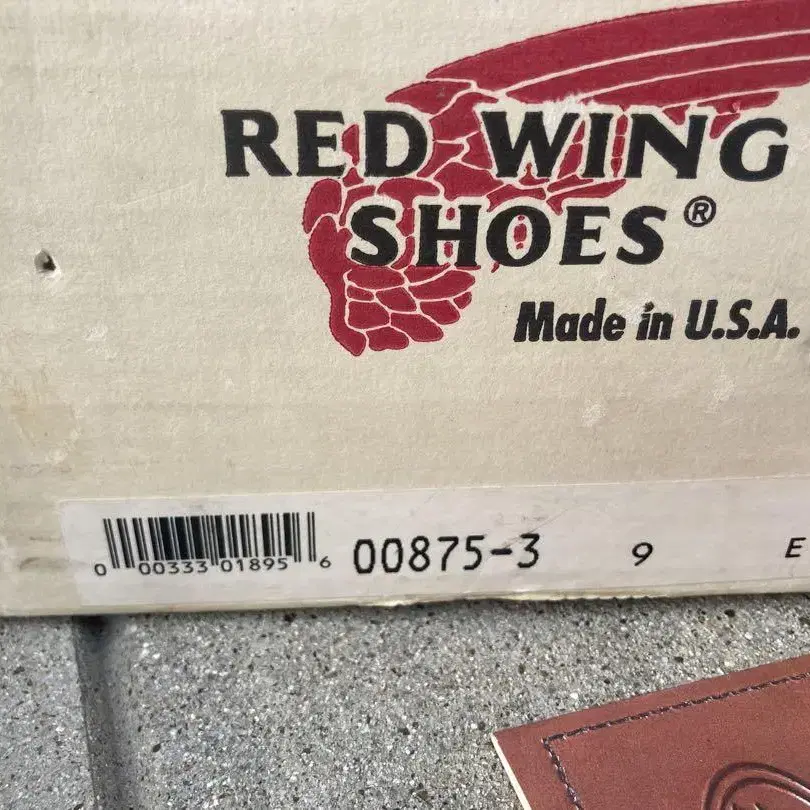 RED WING
SHOES®
Made in U.S.A.
0 00333 01895 6 00875-3 9 E